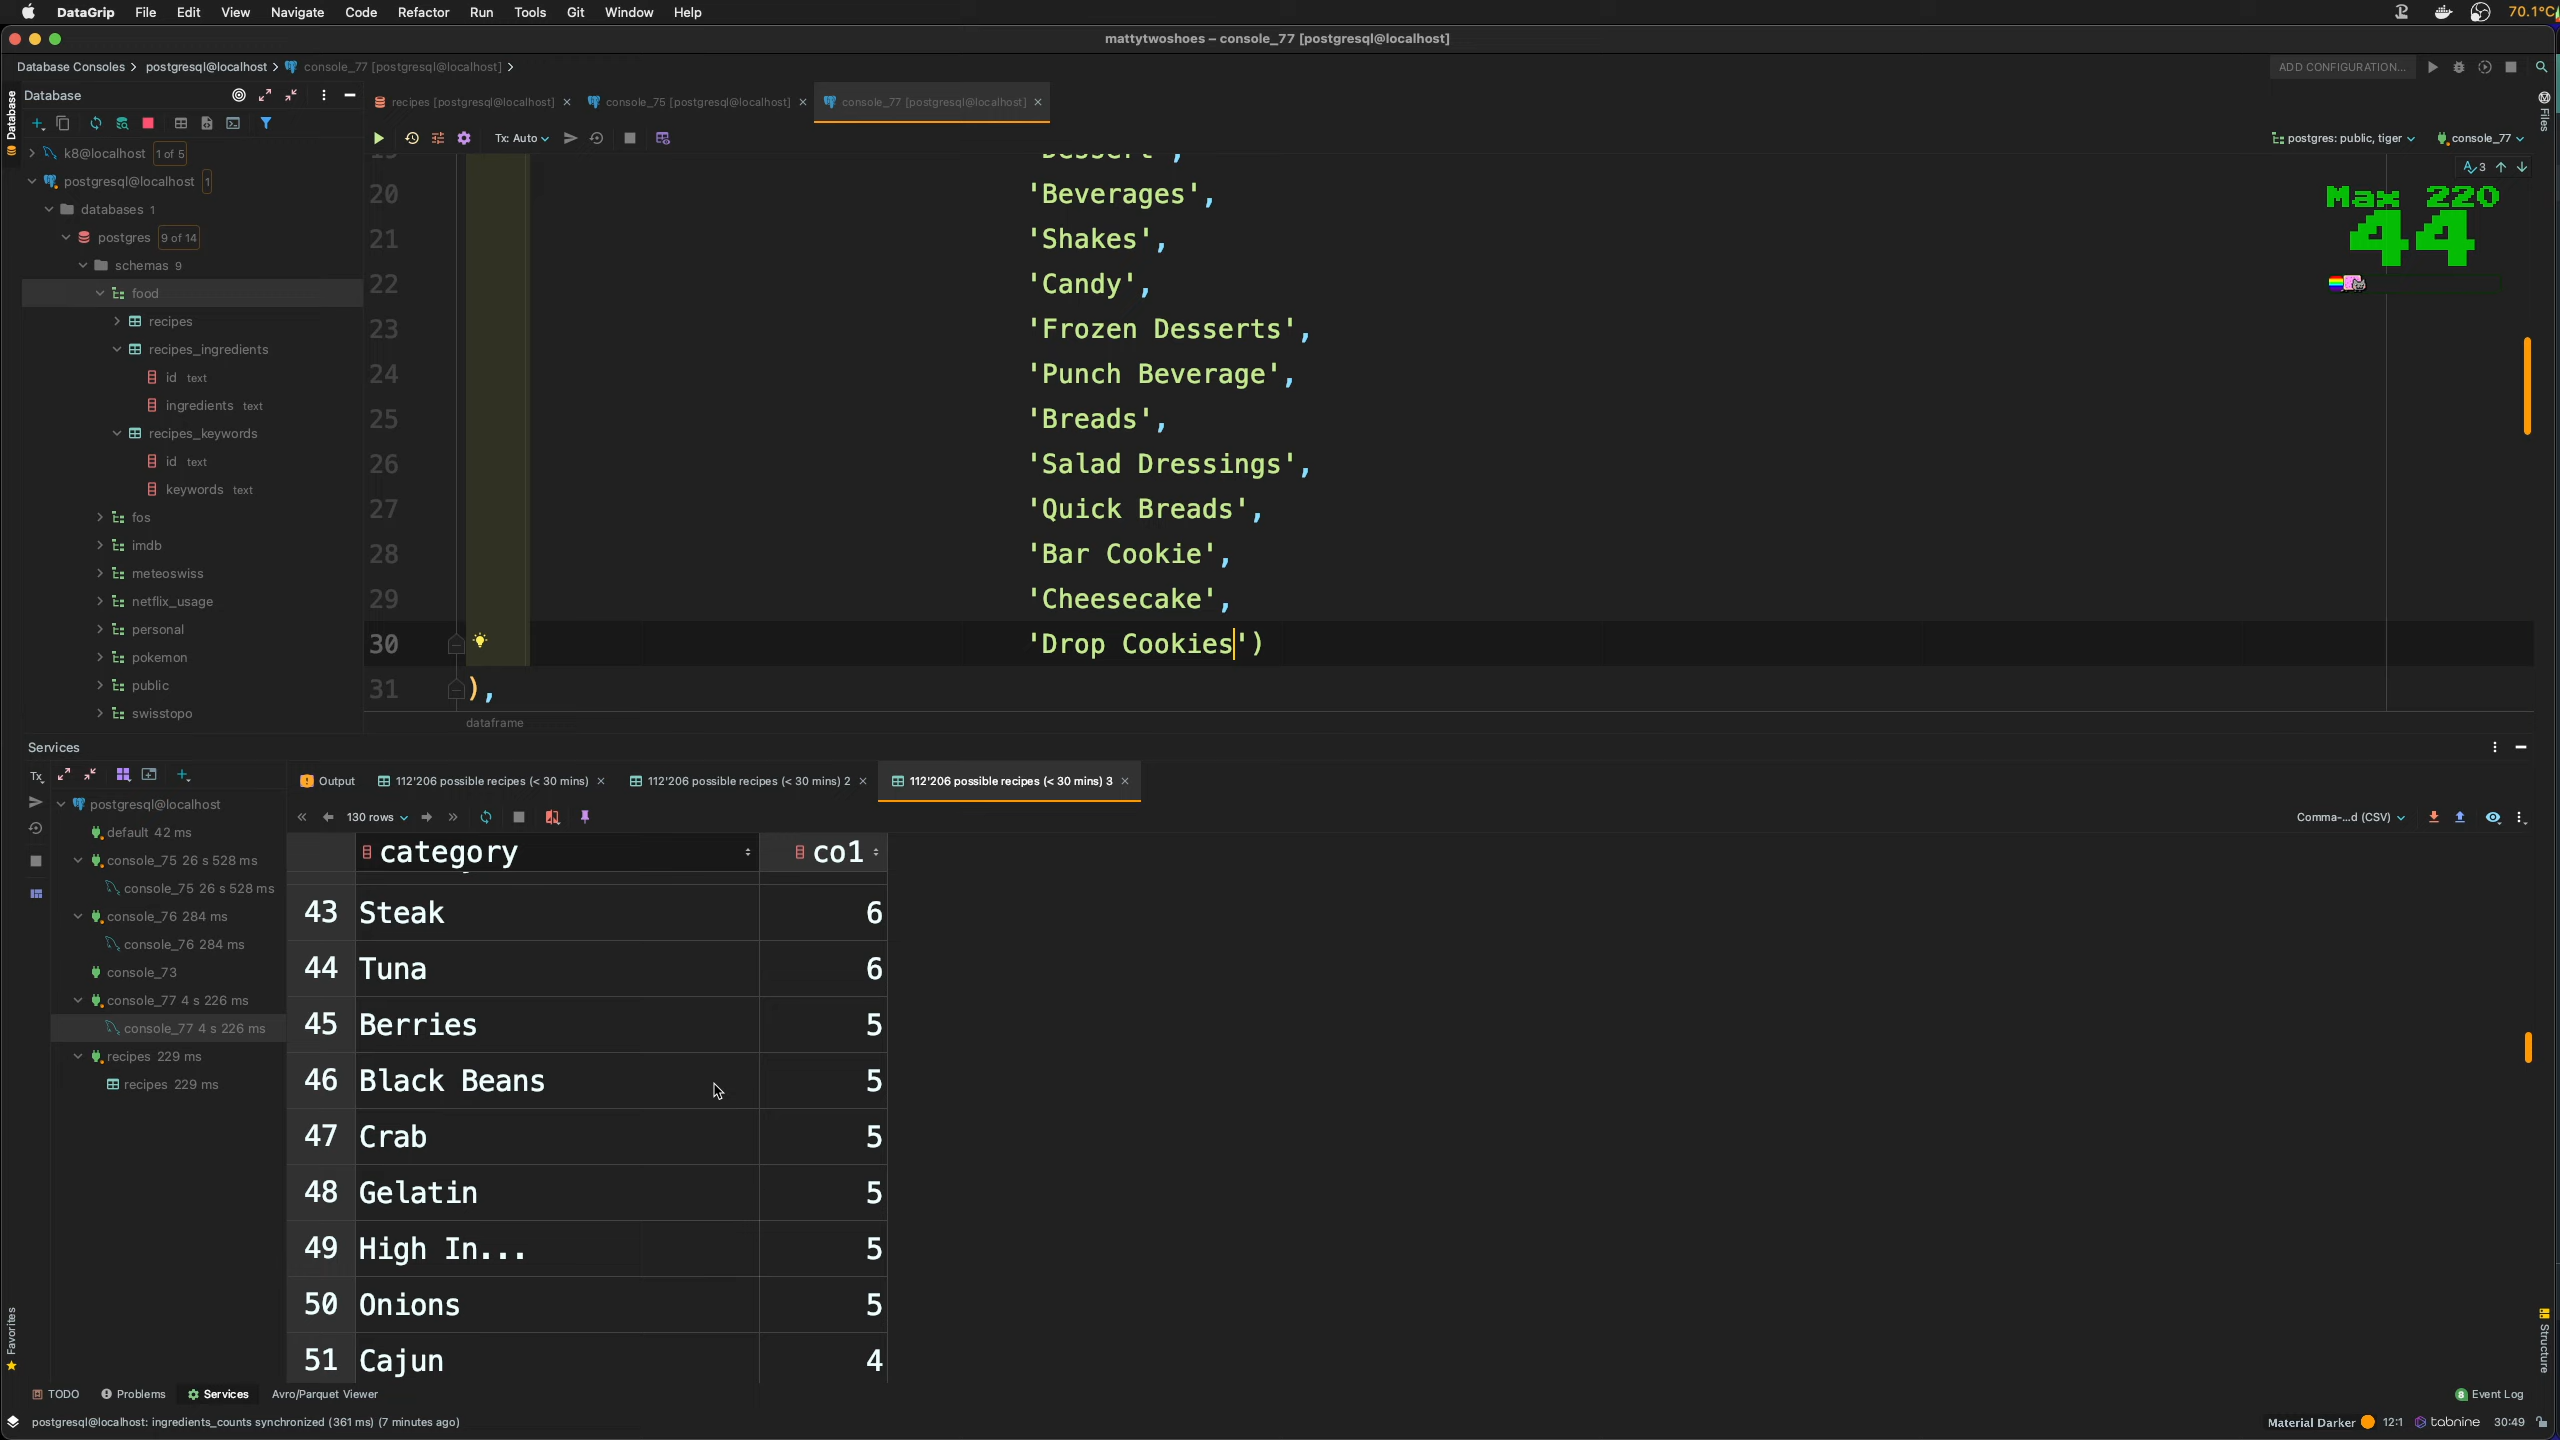 DataGrip File Edit View Navigate Code Refactor Run Tools Git Window Help
70.1°C
mattytwoshoes – console_77 [postgresql@localhost]
Database Consoles postgresql@localhost console_77 [postgresql@localhost]
ADD CONFIGURATION...
Database
Database
recipes [postgresql@localhost] console_75 [postgresql@localhost] console_77 [postgresql@localhost]
Files
Tx: Auto
postgres: public, tiger console_77
k8@localhost 1 of 5
postgresql@localhost 1
databases 1
postgres 9 of 14
schemas 9
food
recipes
recipes_ingredients
id text
ingredients text
recipes_keywords
id text
keywords text
fos
imdb
meteoswiss
netflix_usage
personal
pokemon
public
swisstopo
3
Max 220
44
19 'Dessert',
20 'Beverages',
21 'Shakes',
22 'Candy',
23 'Frozen Desserts',
24 'Punch Beverage',
25 'Breads',
26 'Salad Dressings',
27 'Quick Breads',
28 'Bar Cookie',
29 'Cheesecake',
30 'Drop Cookies')
31 ),
dataframe
Services
Tx
Output 112'206 possible recipes (< 30 mins) 112'206 possible recipes (< 30 mins) 2 112'206 possible recipes (< 30 mins) 3
130 rows
Comma-...d (CSV)
postgresql@localhost
default 42 ms
console_75 26 s 528 ms
console_75 26 s 528 ms
console_76 284 ms
console_76 284 ms
console_73
console_77 4 s 226 ms
console_77 4 s 226 ms
recipes 229 ms
recipes 229 ms
category co1
43 Steak 6
44 Tuna 6
45 Berries 5
46 Black Beans 5
47 Crab 5
48 Gelatin 5
49 High In... 5
50 Onions 5
51 Cajun 4
Favorites
Structure
TODO Problems Services Avro/Parquet Viewer
8 Event Log
postgresql@localhost: ingredients_counts synchronized (361 ms) (7 minutes ago)
Material Darker 12:1 tabnine 30:49